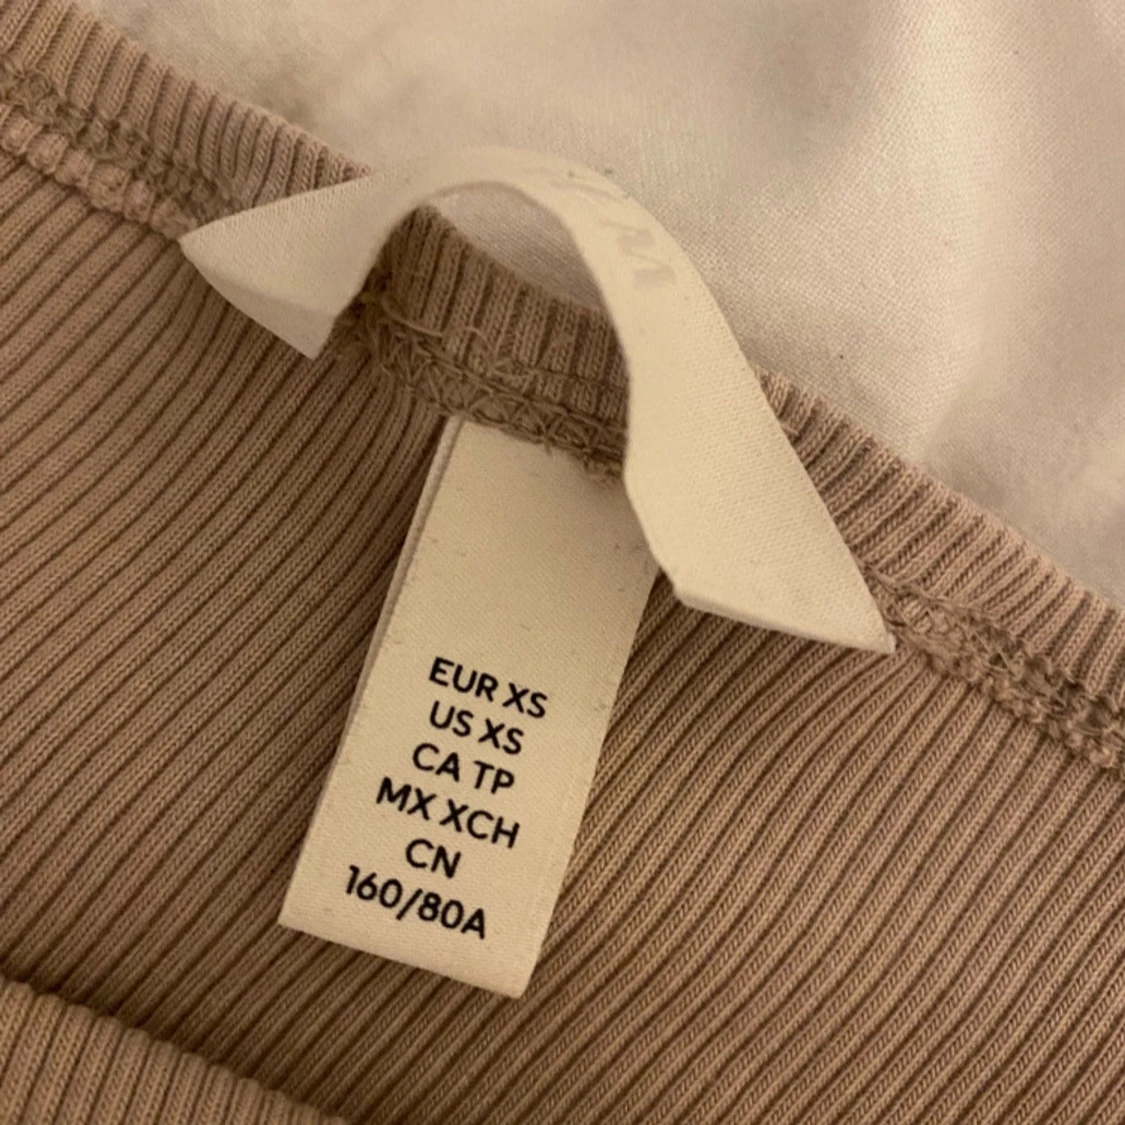 EUR XS
US XS
CA TP
MX XCH
CN
160/80A